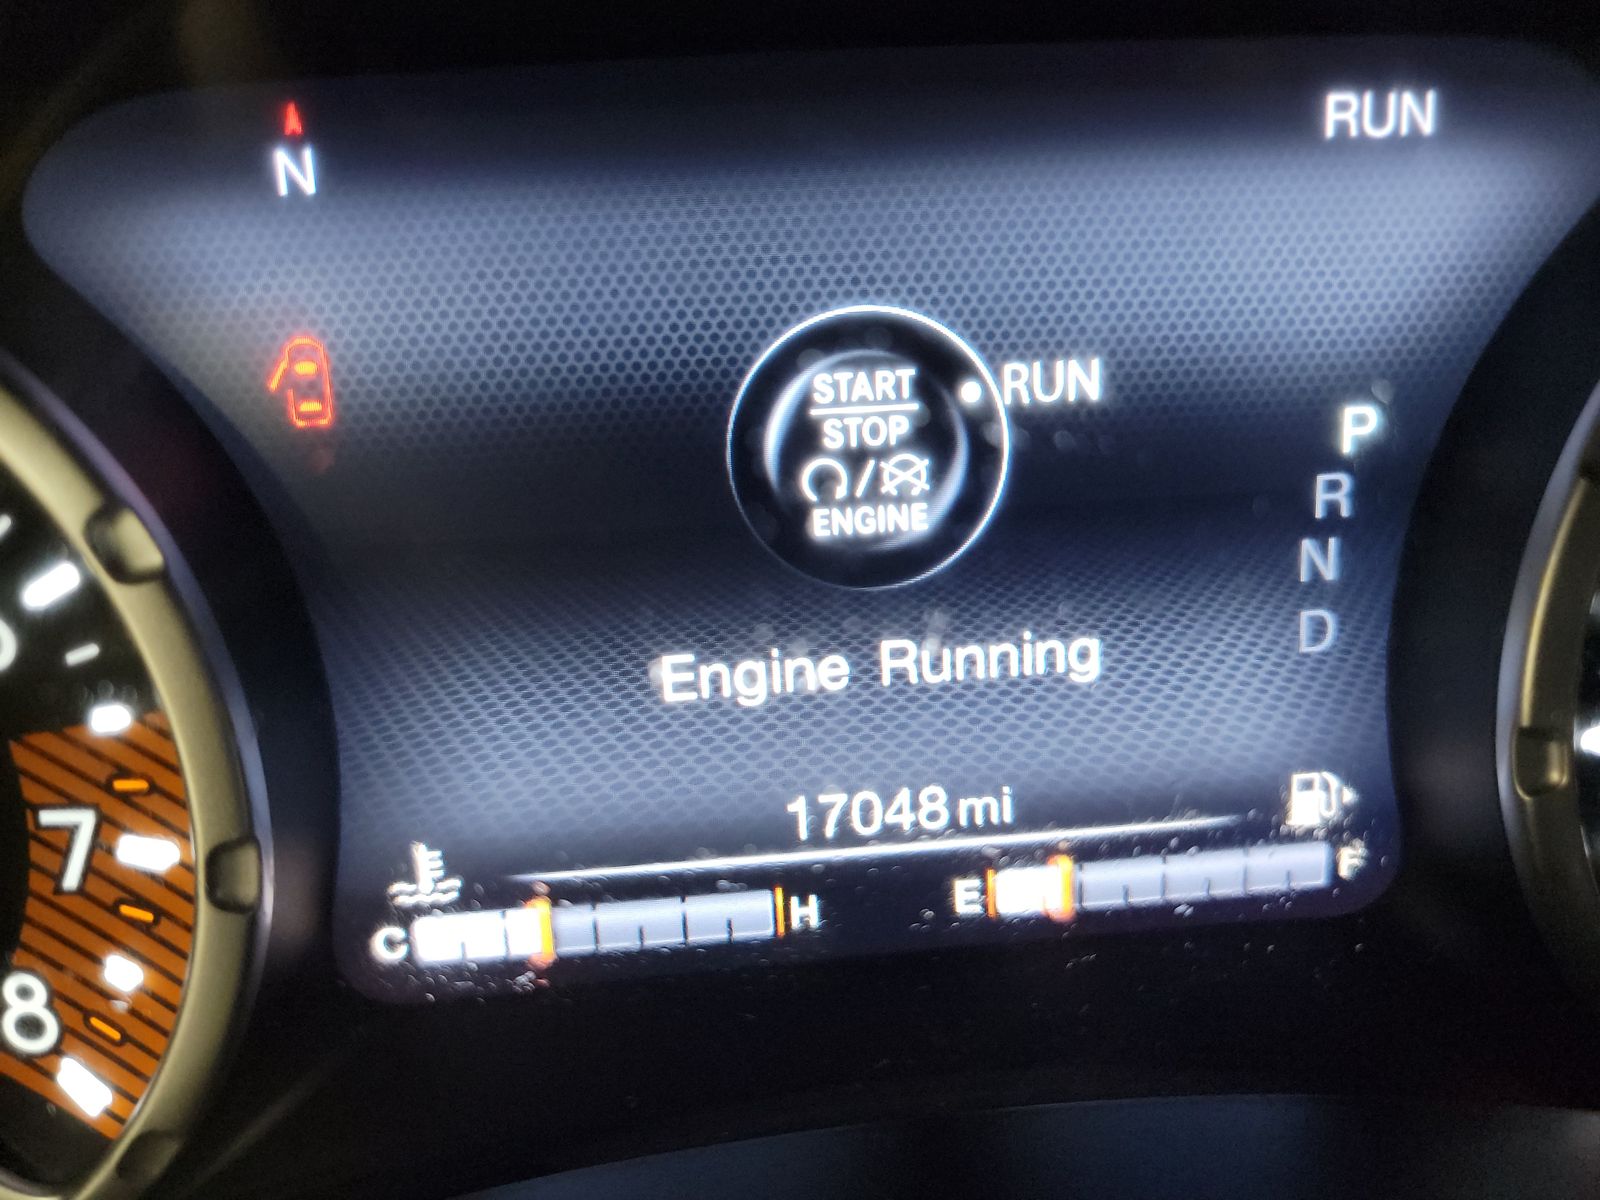 N
RUN
START
STOP
ENGINE
RUN
P
R
N
D
Engine Running
17048 mi
C
H
E
F
7
8